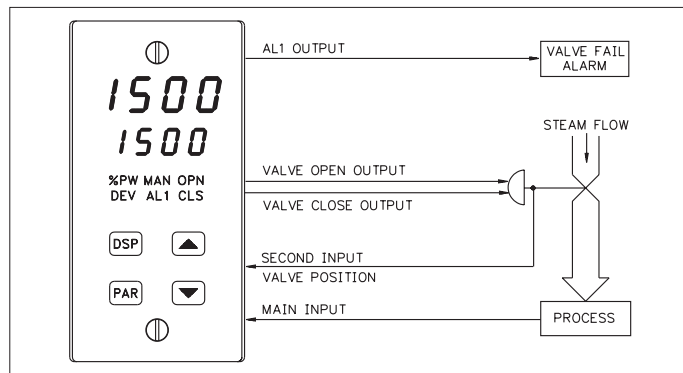 AL1 OUTPUT
VALVE FAIL
ALARM
1500
1500
STEAM FLOW
%PW MAN OPN
DEV AL1 CLS
VALVE OPEN OUTPUT
VALVE CLOSE OUTPUT
DSP
SECOND INPUT
VALVE POSITION
PAR
MAIN INPUT
PROCESS